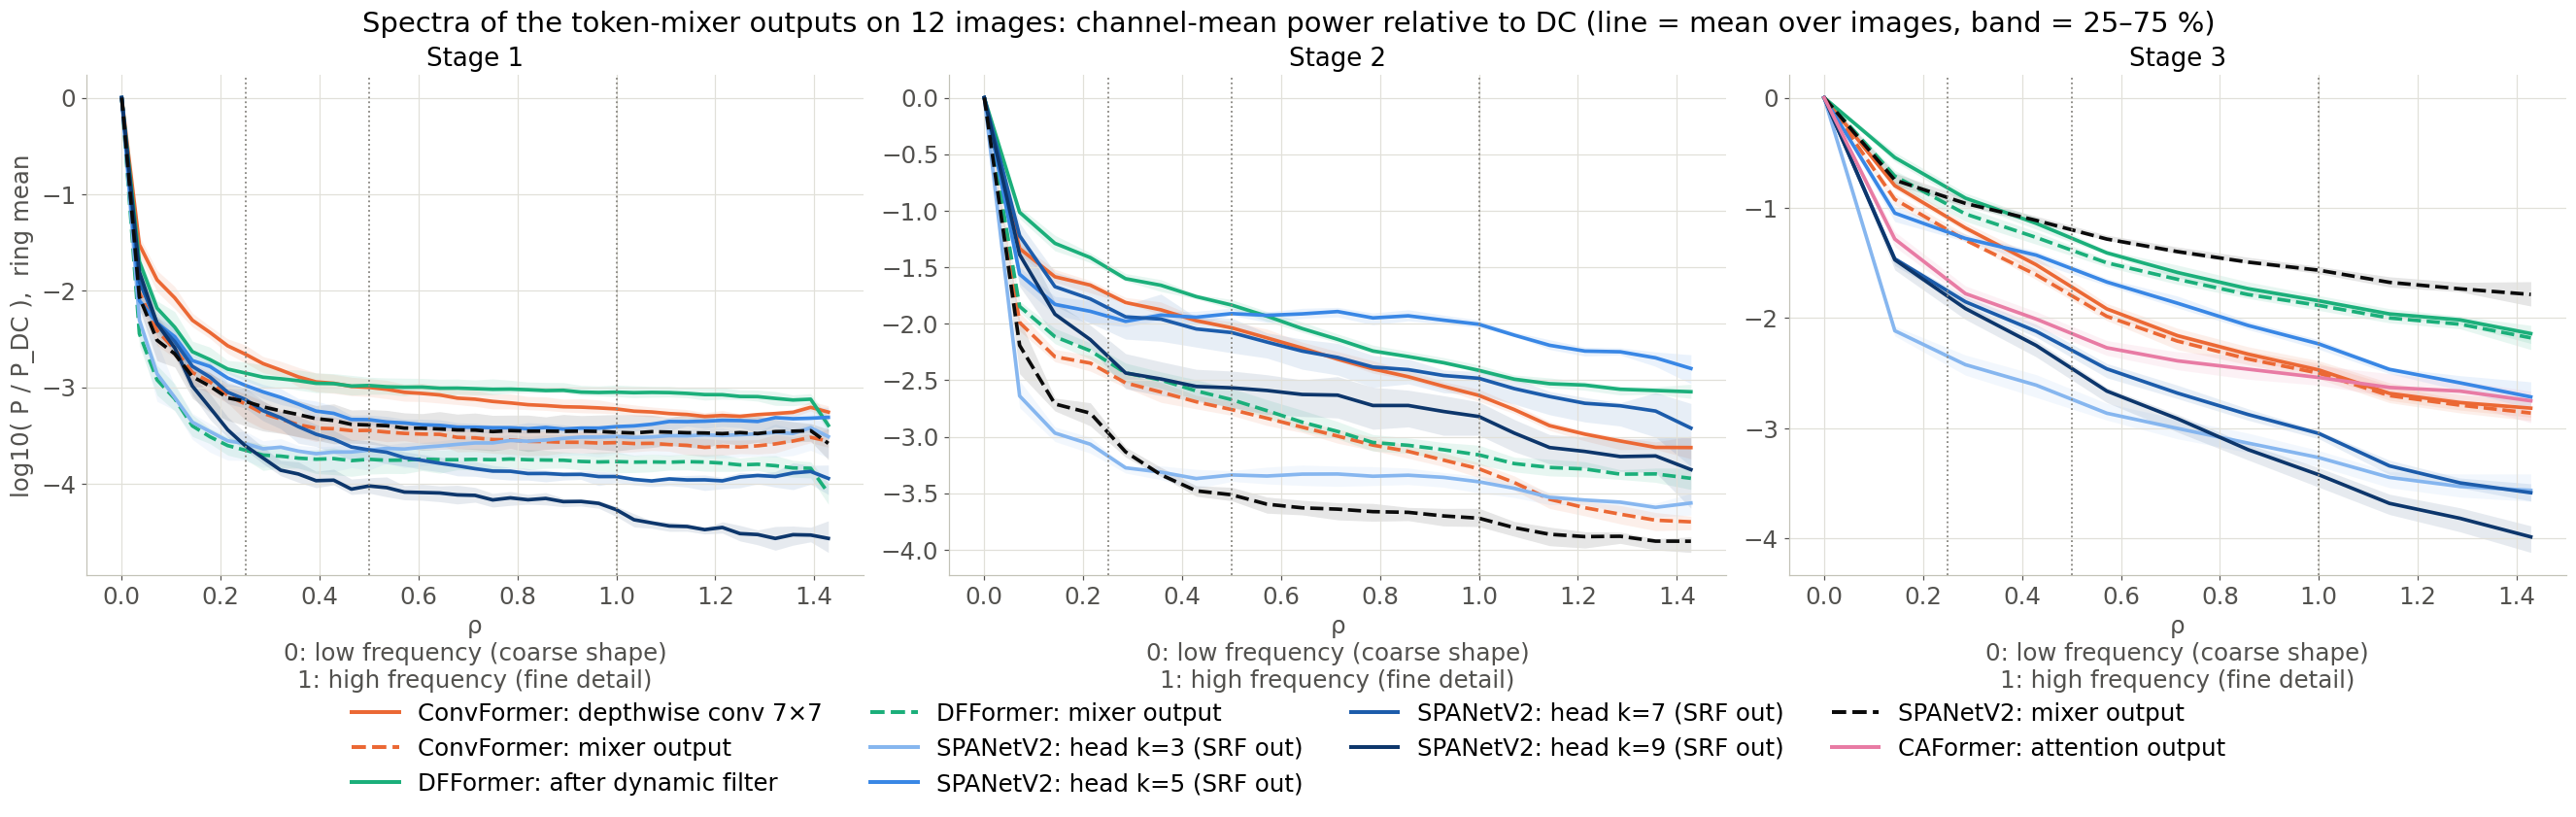 Spectra of the token-mixer outputs on 12 images: channel-mean power relative to DC (line = mean over images, band = 25–75 %)
Stage 1
Stage 2
Stage 3
log10( P / P_DC ), ring mean
0
−1
−2
−3
−4
0.0 0.2 0.4 0.6 0.8 1.0 1.2 1.4
ρ
0: low frequency (coarse shape)
1: high frequency (fine detail)
0.0
−0.5
−1.0
−1.5
−2.0
−2.5
−3.0
−3.5
−4.0
0.0 0.2 0.4 0.6 0.8 1.0 1.2 1.4
ρ
0: low frequency (coarse shape)
1: high frequency (fine detail)
0
−1
−2
−3
−4
0.0 0.2 0.4 0.6 0.8 1.0 1.2 1.4
ρ
0: low frequency (coarse shape)
1: high frequency (fine detail)
ConvFormer: depthwise conv 7×7
ConvFormer: mixer output
DFFormer: after dynamic filter
DFFormer: mixer output
SPANetV2: head k=3 (SRF out)
SPANetV2: head k=5 (SRF out)
SPANetV2: head k=7 (SRF out)
SPANetV2: head k=9 (SRF out)
SPANetV2: mixer output
CAFormer: attention output